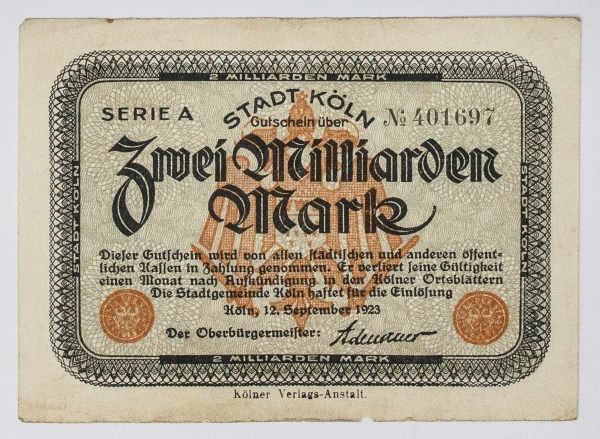 2 MILLIARDEN MARK
STADT KÖLN
SERIE A
Gutschein über
№ 401697
Zwei Milliarden
Mark
STADT KÖLN
STADT KÖLN
Dieser Gutschein wird von allen städtischen und anderen öffent-
lichen Kassen in Zahlung genommen. Er verliert seine Gültigkeit
einen Monat nach Aufkündigung in den Kölner Ortsblättern
Die Stadtgemeinde Köln haftet für die Einlösung
Köln, 12. September 1923
Der Oberbürgermeister: Adenauer
2 MILLIARDEN MARK
Kölner Verlags-Anstalt.